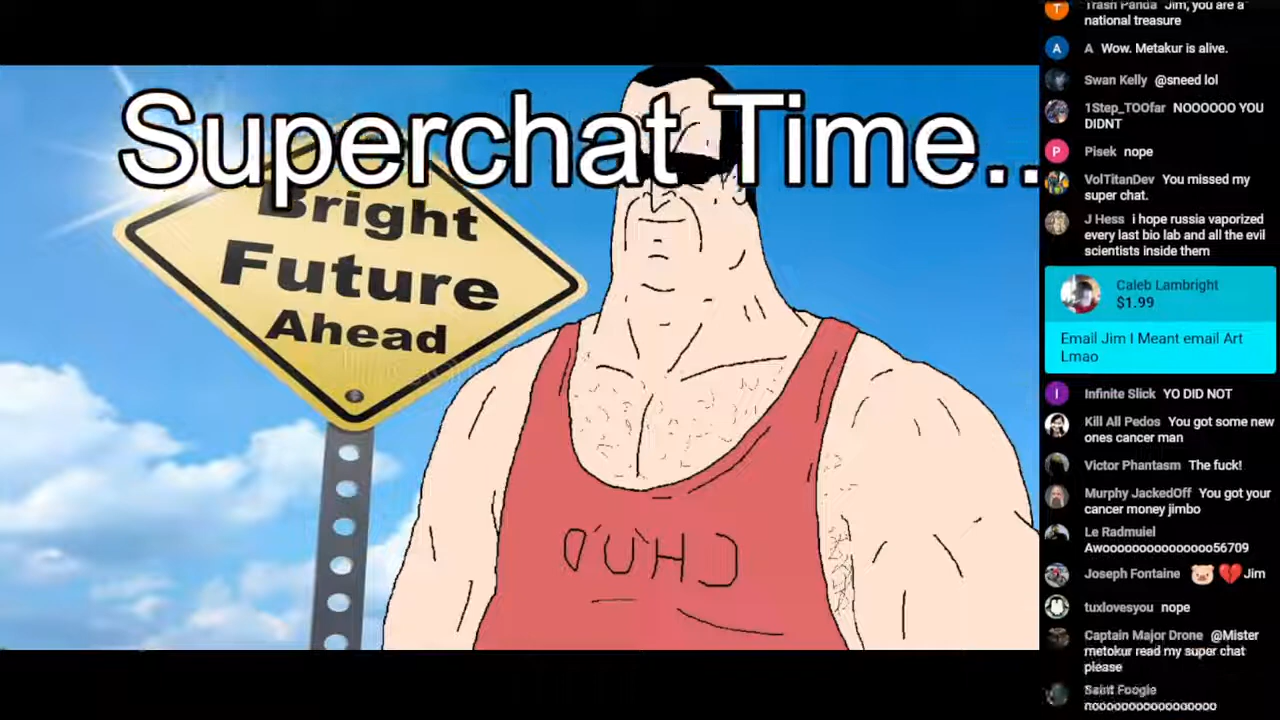 Superchat Time..
Bright
Future
Ahead
D'U'HC
Trash Panda Jim, you are a
national treasure
A Wow. Metakur is alive.
Swan Kelly @sneed lol
1Step_TOOfar NOOOOOO YOU
DIDNT
Pisek nope
VolTitanDev You missed my
super chat.
J Hess i hope russia vaporized
every last bio lab and all the evil
scientists inside them
Caleb Lambright
$1.99
Email Jim I Meant email Art
Lmao
Infinite Slick YO DID NOT
Kill All Pedos You got some new
ones cancer man
Victor Phantasm The fuck!
Murphy JackedOff You got your
cancer money jimbo
Le Radmuiel
Awooooooooooooooo56709
Joseph Fontaine 🐷💔Jim
tuxlovesyou nope
Captain Major Drone @Mister
metokur read my super chat
please
Saint Foogle
noooooooooooooooooo